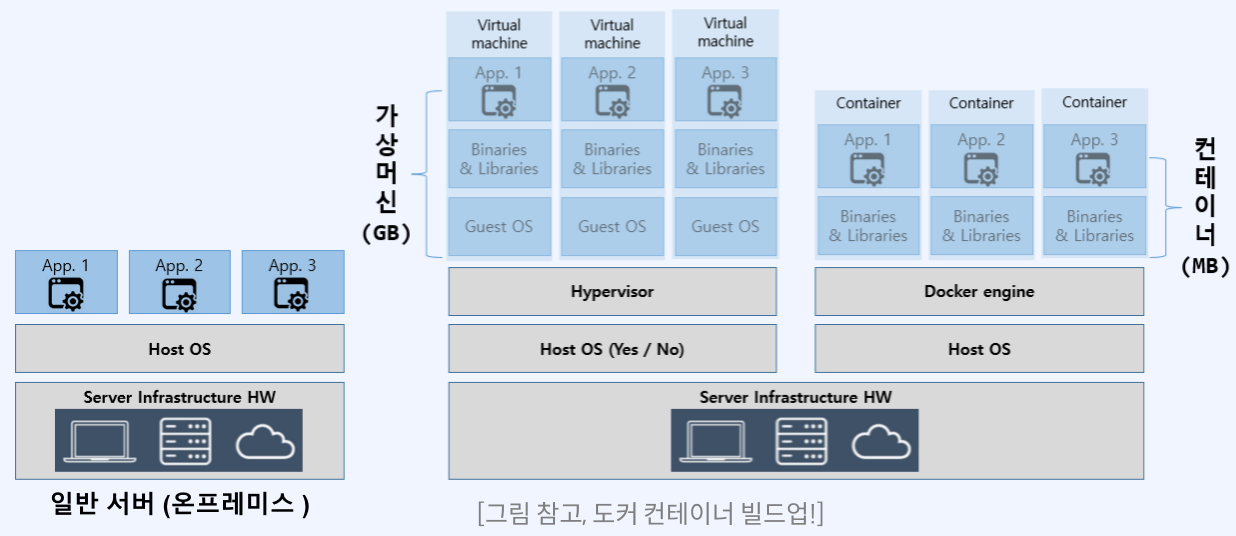 App. 1
App. 2
App. 3
Host OS
Server Infrastructure HW
일반 서버 (온프레미스 )
가상머신
(GB)
Virtual
machine
App. 1
Binaries
& Libraries
Guest OS
Virtual
machine
App. 2
Binaries
& Libraries
Guest OS
Virtual
machine
App. 3
Binaries
& Libraries
Guest OS
Hypervisor
Host OS (Yes / No)
Container
App. 1
Binaries
& Libraries
Container
App. 2
Binaries
& Libraries
Container
App. 3
Binaries
& Libraries
Docker engine
Host OS
컨테이너
(MB)
Server Infrastructure HW
[그림 참고, 도커 컨테이너 빌드업!]